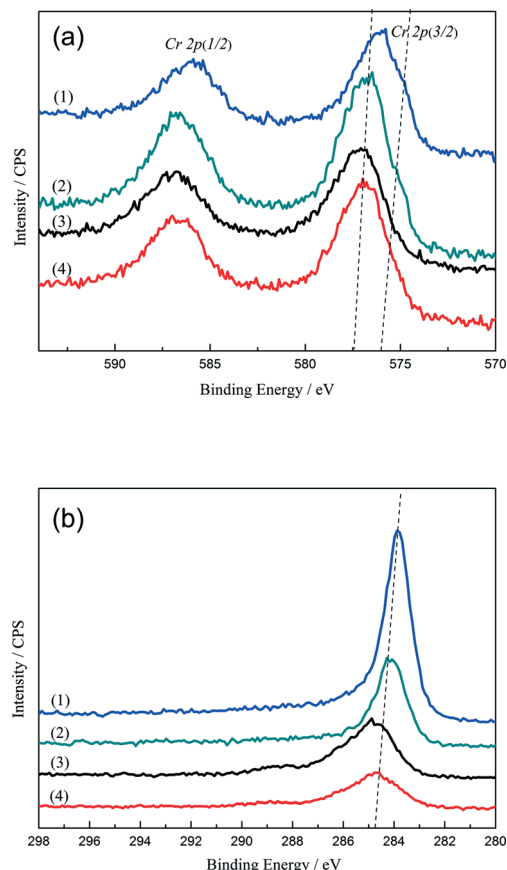 (a)
Cr 2p(1/2)
Cr 2p(3/2)
(1)
(2)
(3)
(4)
Intensity / CPS
590 585 580 575 570
Binding Energy / eV
(b)
(1)
(2)
(3)
(4)
Intensity / CPS
298 296 294 292 290 288 286 284 282 280
Binding Energy / eV